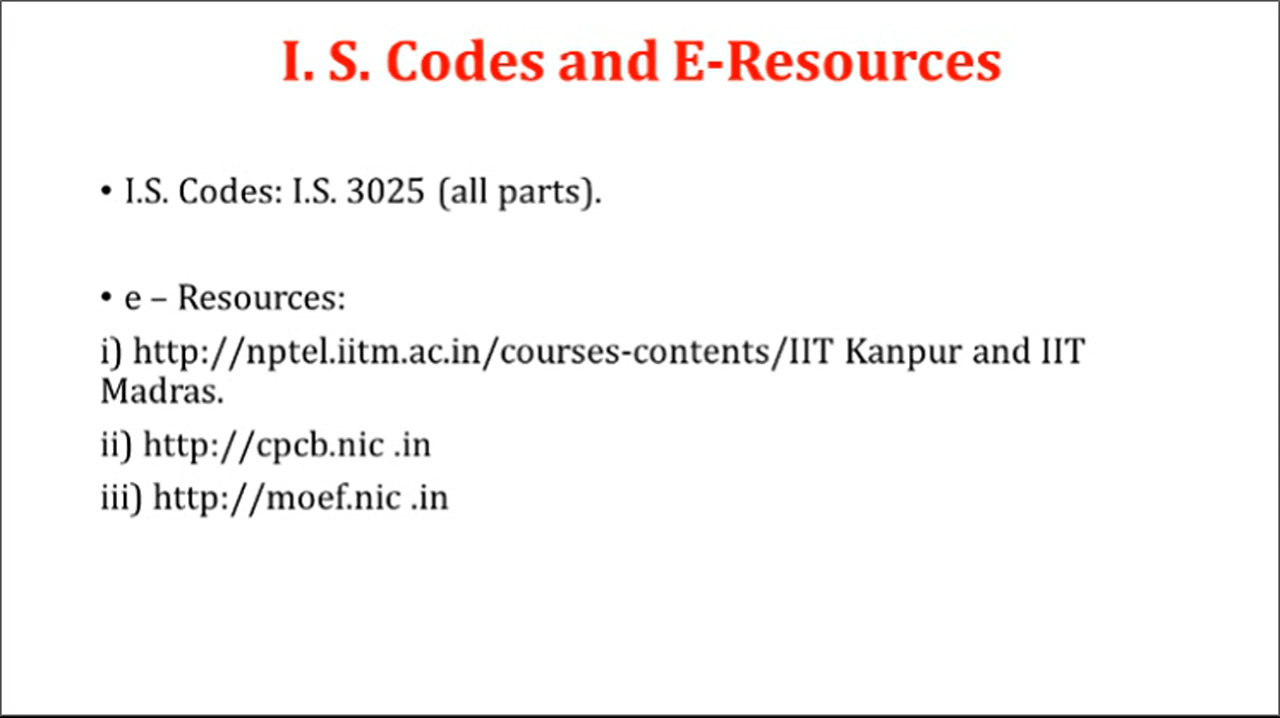 I. S. Codes and E-Resources
• I.S. Codes: I.S. 3025 (all parts).
• e – Resources:
i) http://nptel.iitm.ac.in/courses-contents/IIT Kanpur and IIT
Madras.
ii) http://cpcb.nic .in
iii) http://moef.nic .in